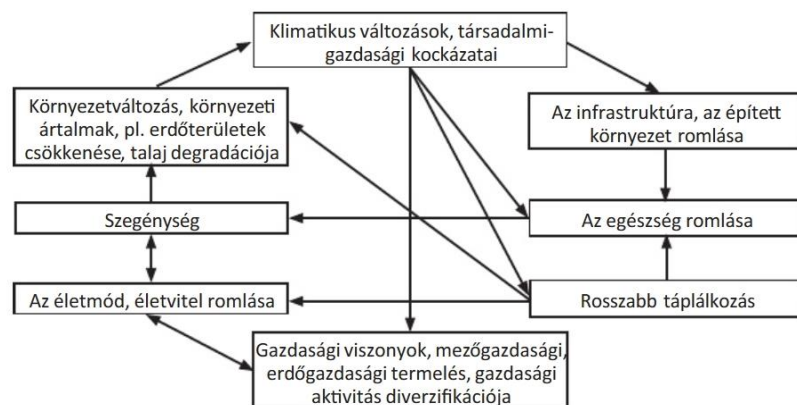 Klimatikus változások, társadalmi-
gazdasági kockázatai
Környezetváltozás, környezeti
ártalmak, pl. erdőterületek
csökkenése, talaj degradációja
Az infrastruktúra, az épített
környezet romlása
Szegénység
Az egészség romlása
Az életmód, életvitel romlása
Rosszabb táplálkozás
Gazdasági viszonyok, mezőgazdasági,
erdőgazdasági termelés, gazdasági
aktivitás diverzifikációja